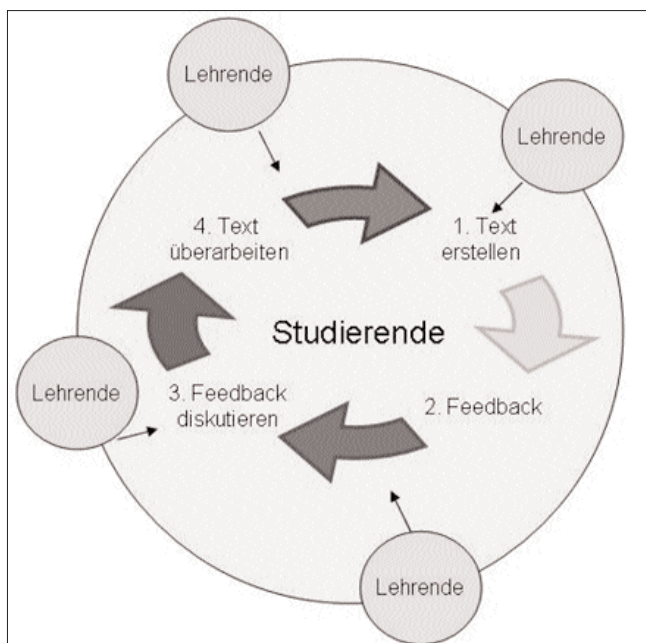 Lehrende
Lehrende
4. Text
überarbeiten
1. Text
erstellen
Studierende
Lehrende
3. Feedback
diskutieren
2. Feedback
Lehrende